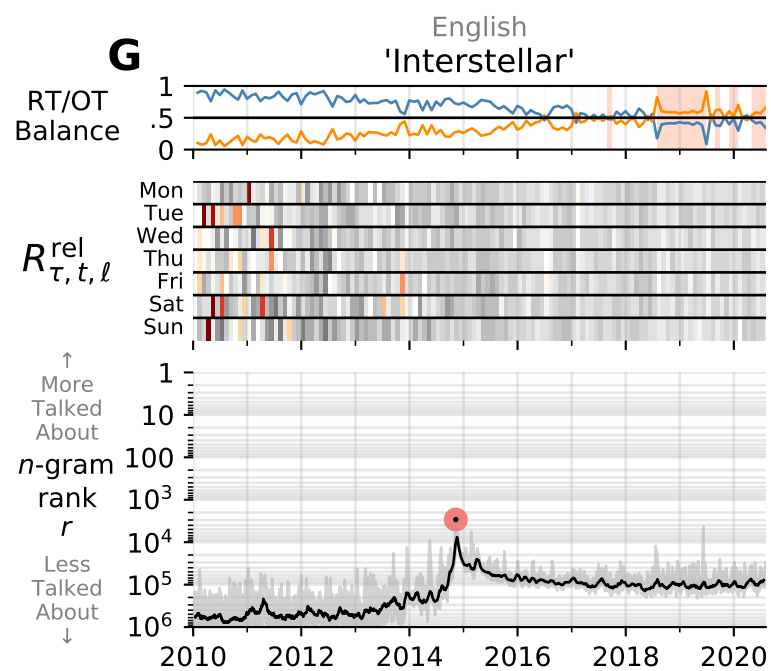 English
G 'Interstellar'
RT/OT
Balance
1
.5
0
R^rel_τ,t,ℓ
Mon
Tue
Wed
Thu
Fri
Sat
Sun
↑
More
Talked
About
n-gram
rank
r
Less
Talked
About
↓
1
10
100
10³
10⁴
10⁵
10⁶
2010 2012 2014 2016 2018 2020